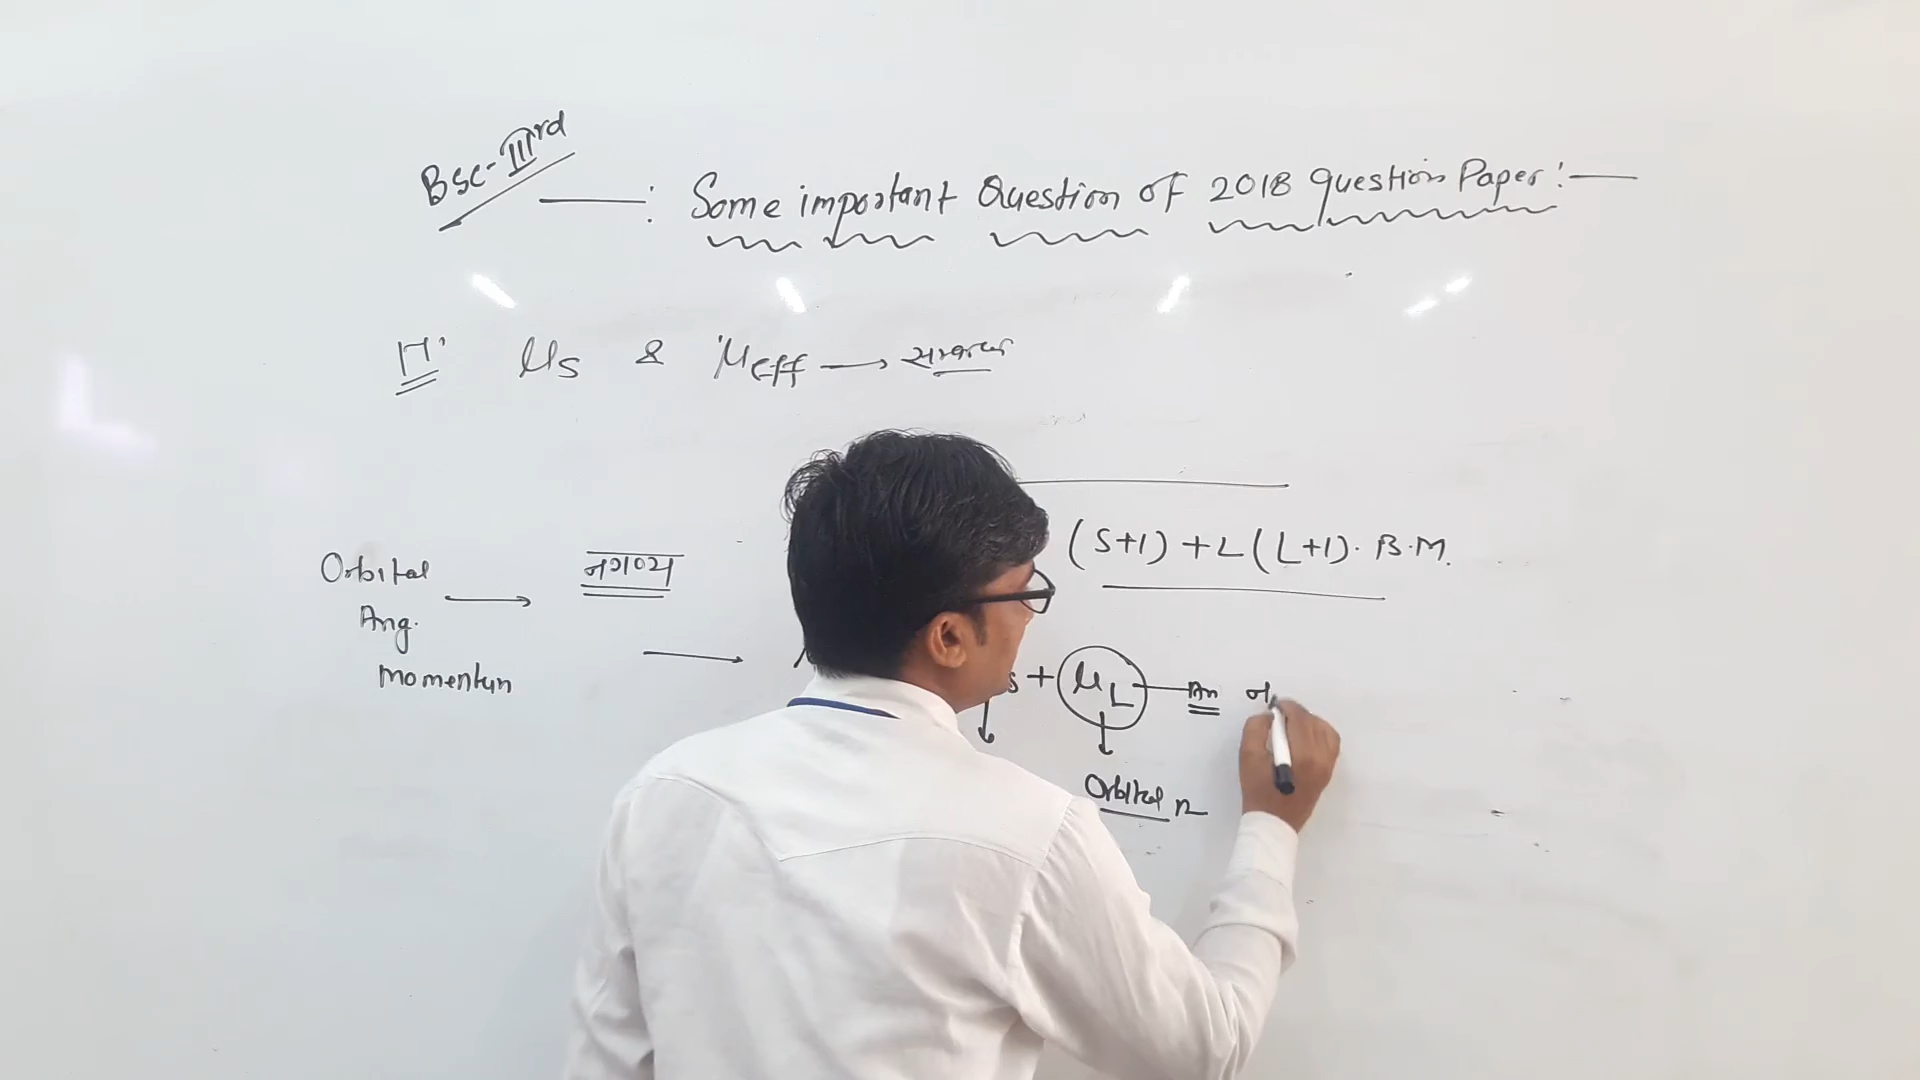 Bsc-IIIrd
Some important Question of 2018 question Paper:-
μs & μeff → सम्बन्ध
(S+1)+L(L+1). B.M.
Orbital → नगण्य
Ang.
momentum
s + μL
Orbital